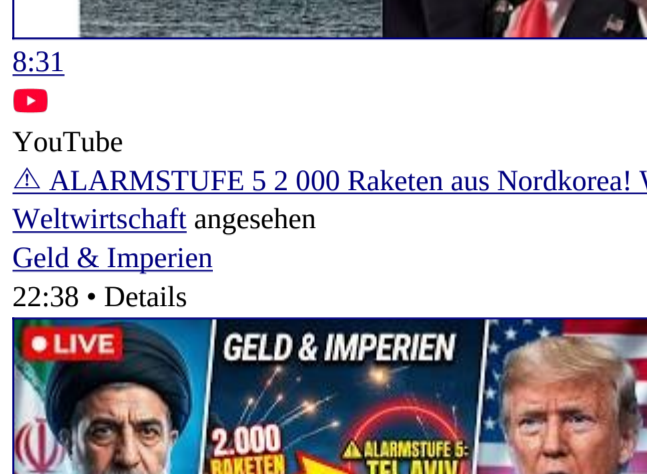 8:31
YouTube
⚠ ALARMSTUFE 5 2 000 Raketen aus Nordkorea!
Weltwirtschaft angesehen
Geld & Imperien
22:38 • Details
LIVE
GELD & IMPERIEN
2.000
RAKETEN
⚠ALARMSTUFE 5:
TEL AVIV